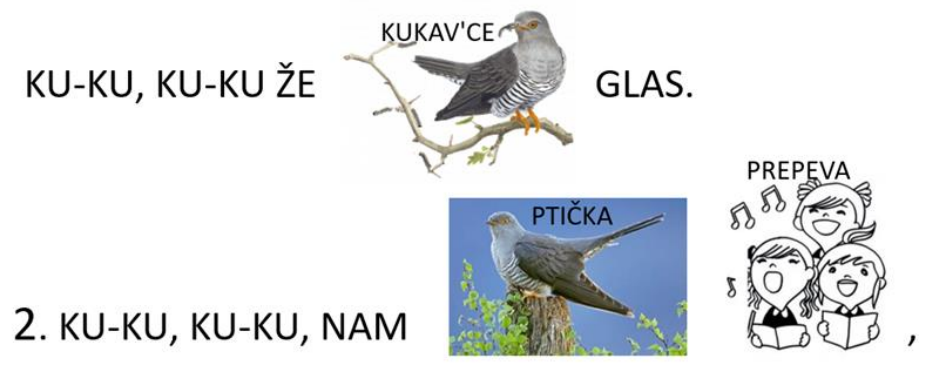 KU-KU, KU-KU ŽE KUKAV'CE GLAS.
2. KU-KU, KU-KU, NAM PTIČKA PREPEVA ,